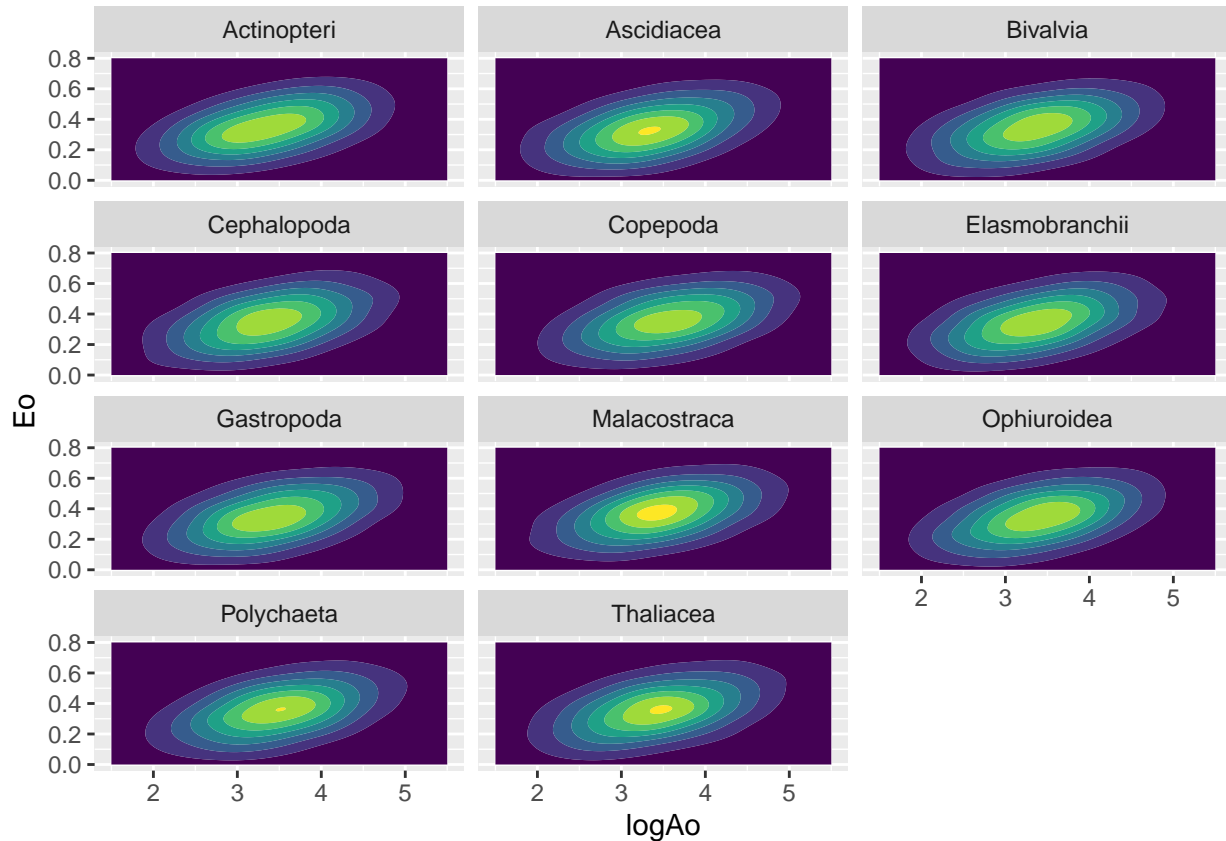 Actinopteri Ascidiacea Bivalvia
0.8
0.6
0.4
0.2
0.0
Cephalopoda Copepoda Elasmobranchii
0.8
0.6
0.4
0.2
0.0
Eo
Gastropoda Malacostraca Ophiuroidea
0.8
0.6
0.4
0.2
0.0
2 3 4 5
Polychaeta Thaliacea
0.8
0.6
0.4
0.2
0.0
2 3 4 5 2 3 4 5
logAo